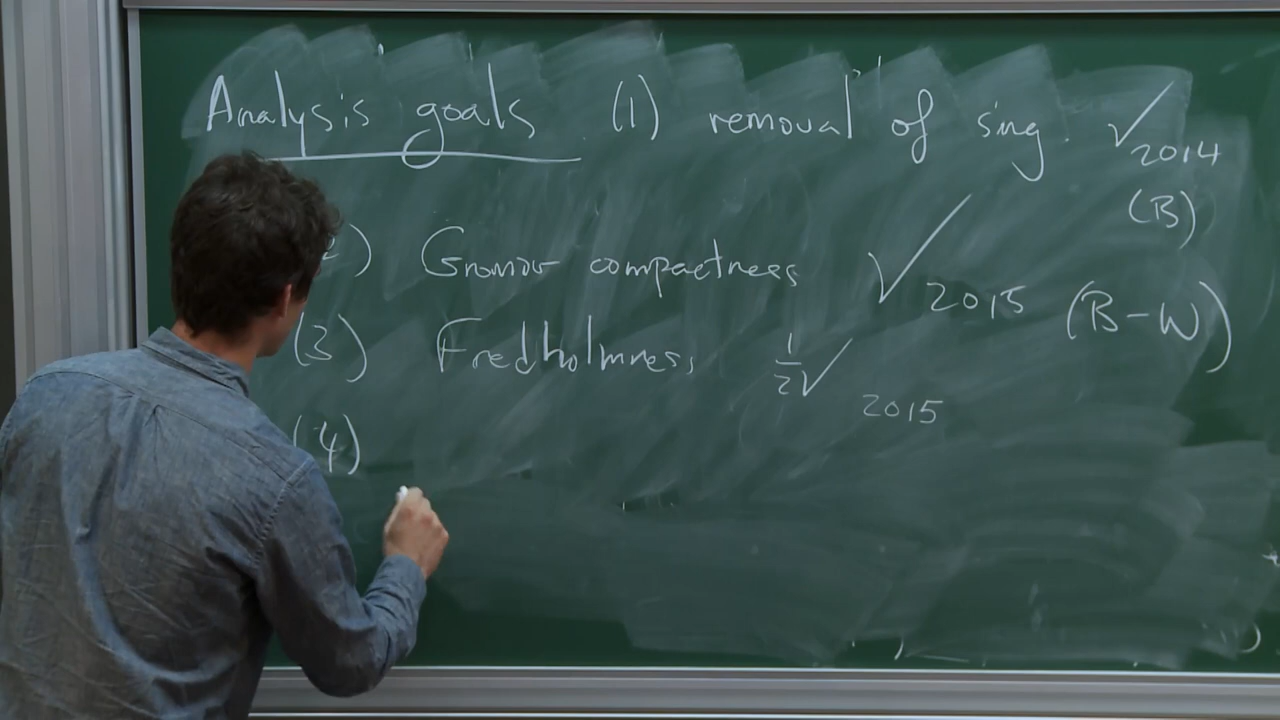 Analysis goals (1) removal of sing. ✓ 2014
(B)
2) Gromov compactness ✓ 2015 (B-W)
(3) Fredholmness ½✓ 2015
(4)